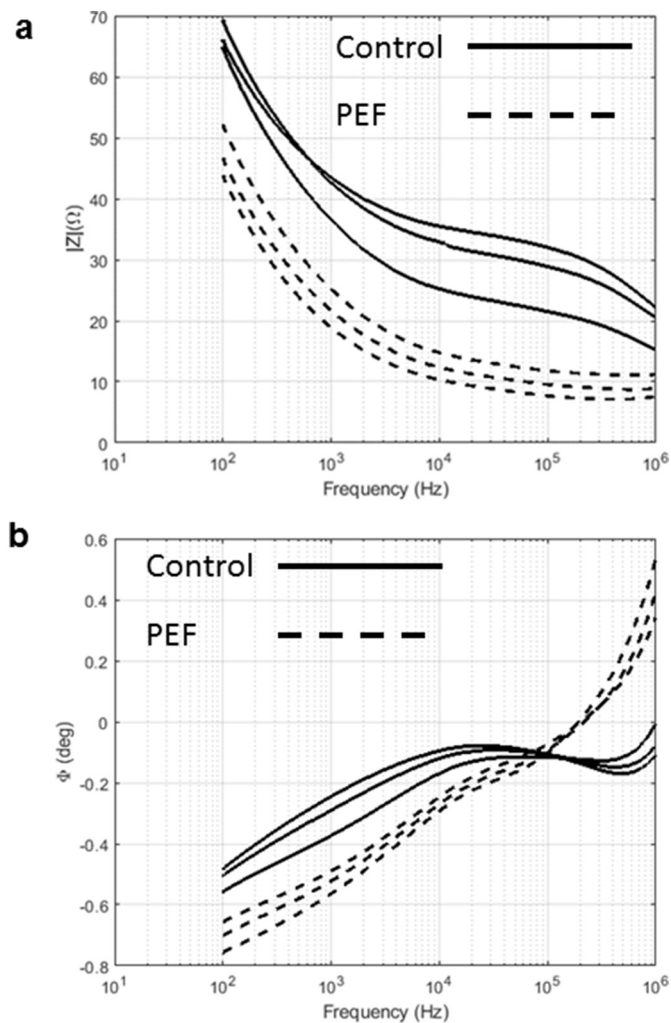 a
70
60
50
40
30
20
10
0
|Z|(Ω)
Control
PEF
10¹ 10² 10³ 10⁴ 10⁵ 10⁶
Frequency (Hz)
b
0.6
0.4
0.2
0
-0.2
-0.4
-0.6
-0.8
Φ (deg)
Control
PEF
10¹ 10² 10³ 10⁴ 10⁵ 10⁶
Frequency (Hz)